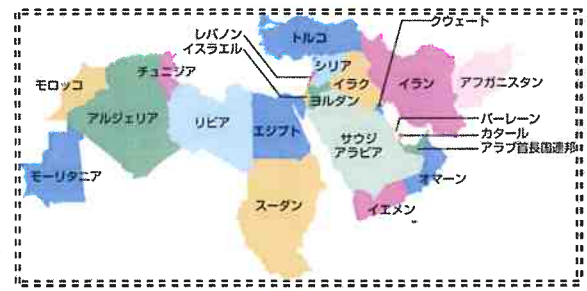 クウェート
トルコ
レバノン
イスラエル
シリア
イラク
イラン
アフガニスタン
チュニジア
モロッコ
ヨルダン
アルジェリア
リビア
エジプト
サウジ
アラビア
バーレーン
カタール
アラブ首長国連邦
モーリタニア
オマーン
スーダン
イエメン